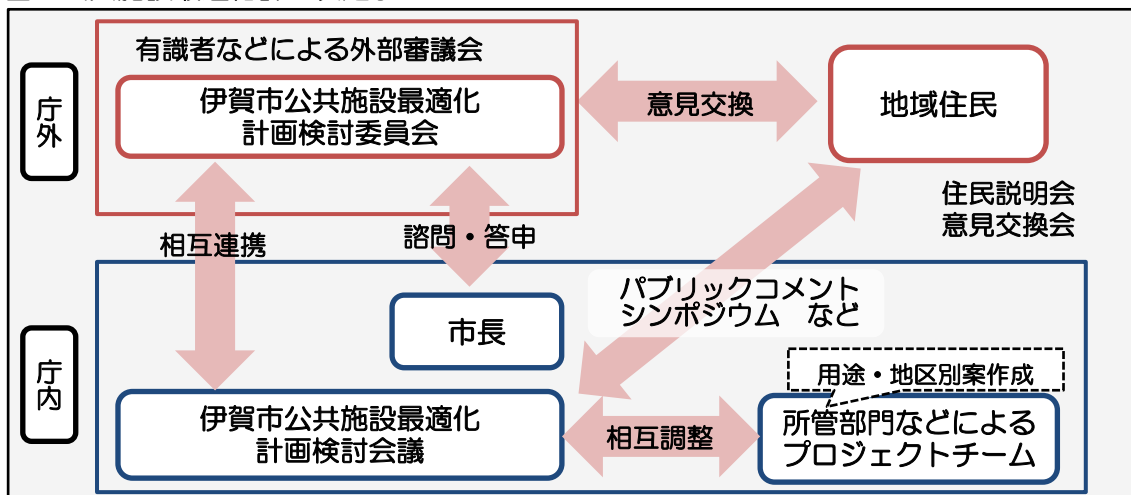 有識者などによる外部審議会
庁外
伊賀市公共施設最適化
計画検討委員会
意見交換
地域住民
住民説明会
意見交換会
相互連携
諮問・答申
パブリックコメント
シンポジウム　など
市長
庁内
用途・地区別案作成
伊賀市公共施設最適化
計画検討会議
相互調整
所管部門などによる
プロジェクトチーム